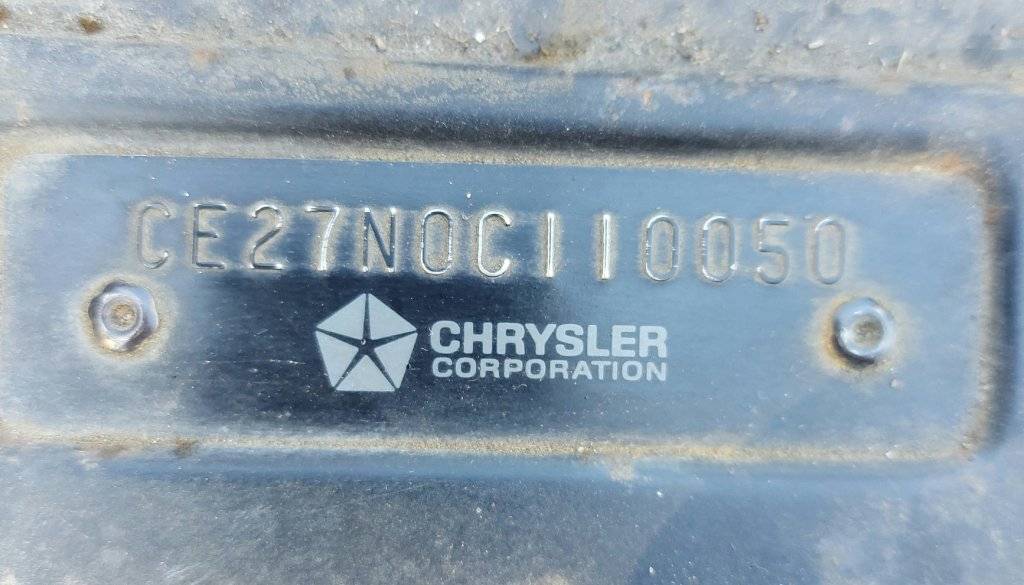 CE27N0C110050
CHRYSLER
CORPORATION